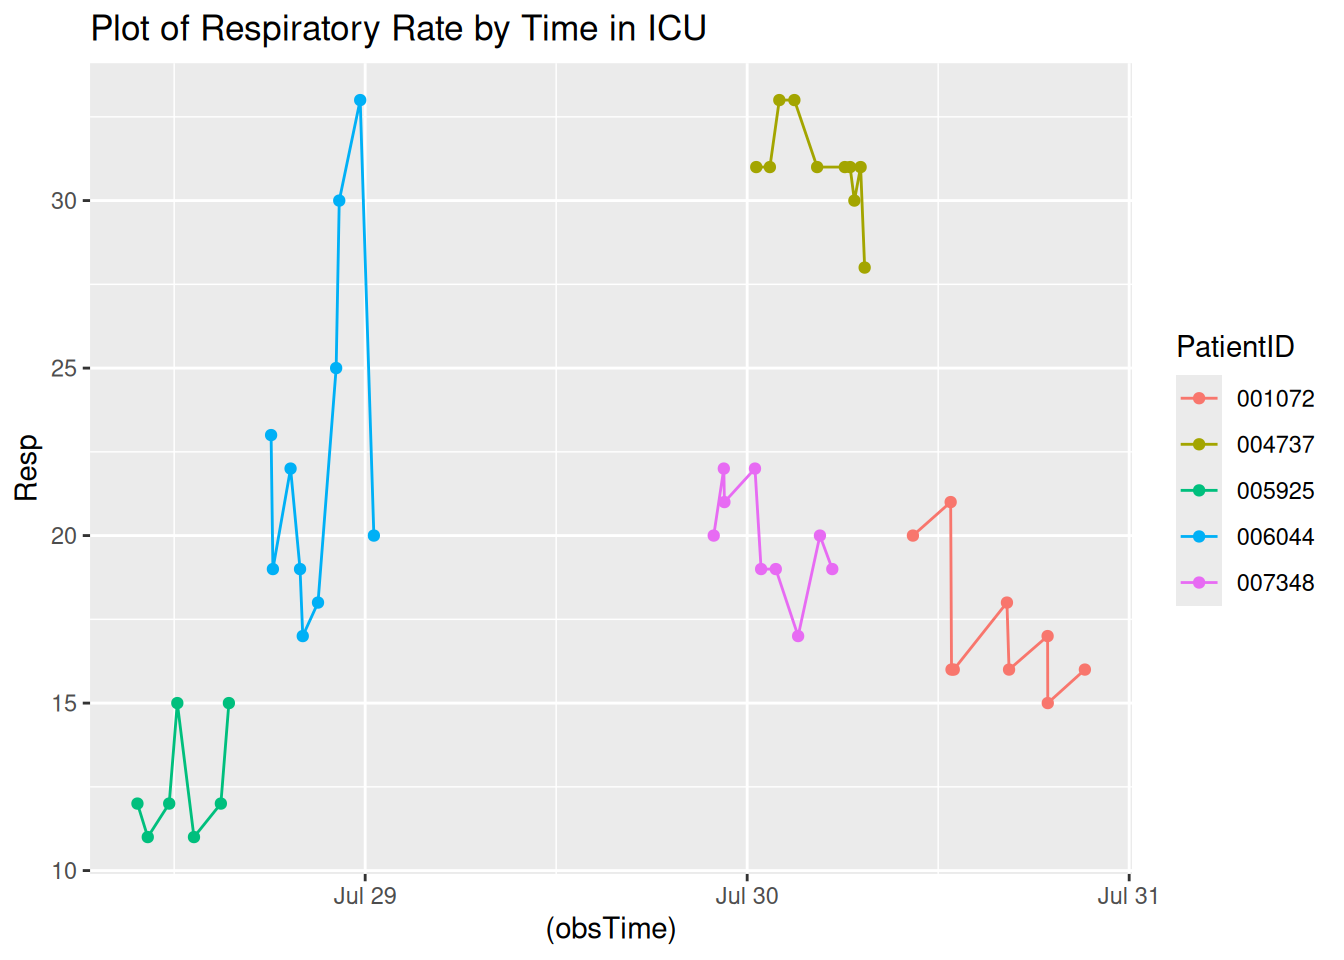 Plot of Respiratory Rate by Time in ICU
Resp
30
25
20
15
10
Jul 29
Jul 30
Jul 31
(obsTime)
PatientID
001072
004737
005925
006044
007348